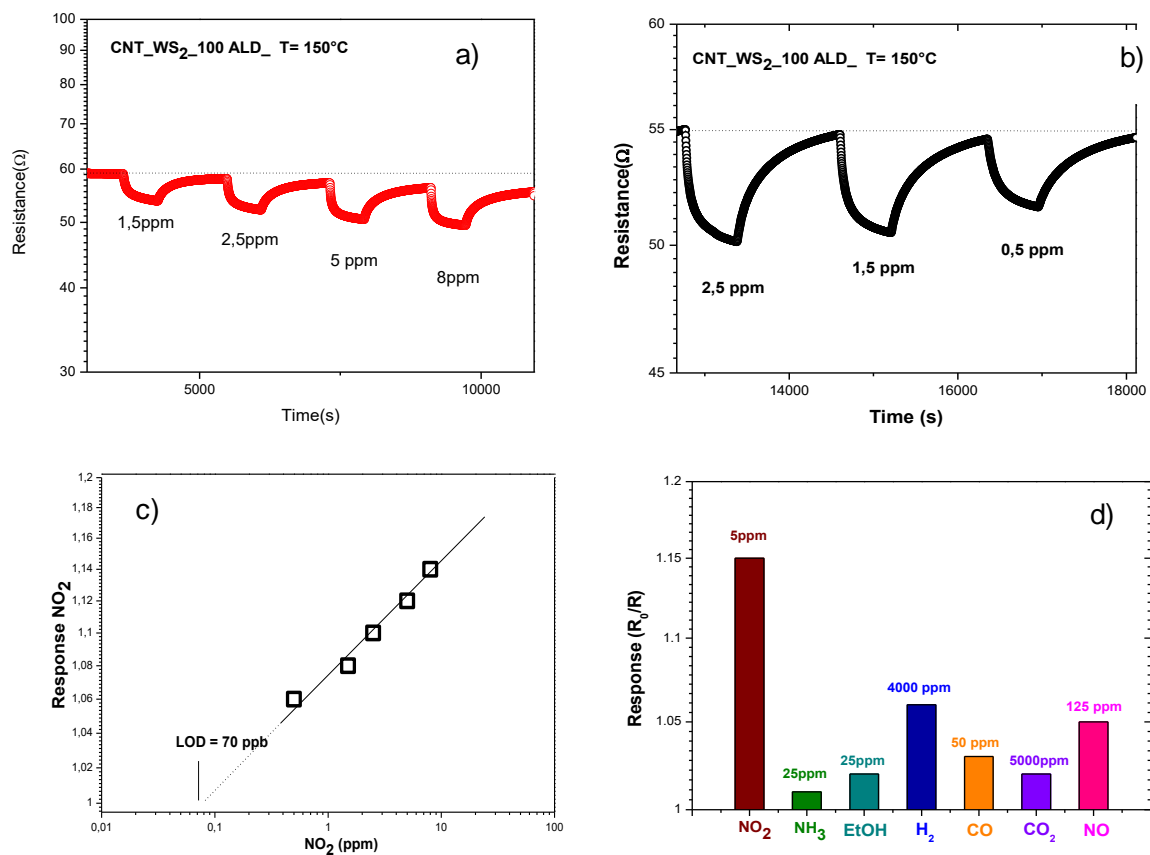 CNT_WS2_100 ALD_ T= 150°C
a)
100
90
80
70
60
50
40
30
Resistance(Ω)
1,5ppm
2,5ppm
5 ppm
8ppm
5000
10000
Time(s)
CNT_WS2_100 ALD_ T= 150°C
b)
60
55
50
45
Resistance(Ω)
2,5 ppm
1,5 ppm
0,5 ppm
14000
16000
18000
Time (s)
c)
1,2
1,18
1,16
1,14
1,12
1,1
1,08
1,06
1,04
1,02
1
Response NO2
LOD = 70 ppb
0,01
0,1
1
10
100
NO2 (ppm)
d)
1.2
1.15
1.1
1.05
1
Response (R0/R)
5ppm
25ppm
25ppm
4000 ppm
50 ppm
5000ppm
125 ppm
NO2
NH3
EtOH
H2
CO
CO2
NO